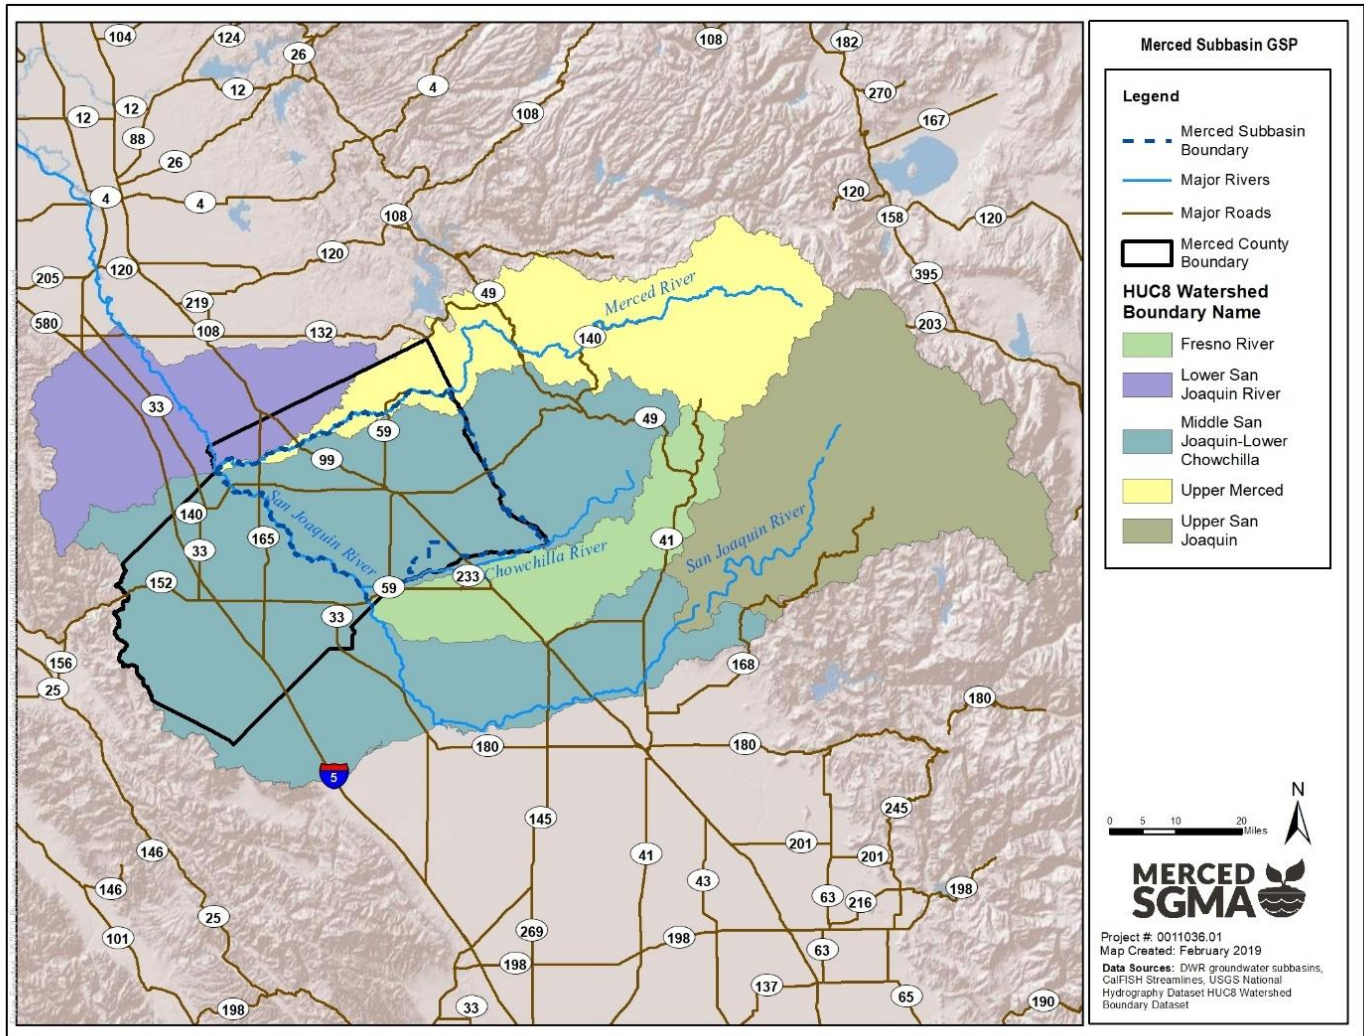 Merced Subbasin GSP
Legend
Merced Subbasin
Boundary
Major Rivers
Major Roads
Merced County
Boundary
HUC8 Watershed
Boundary Name
Fresno River
Lower San
Joaquin River
Middle San
Joaquin-Lower
Chowchilla
Upper Merced
Upper San
Joaquin
N
0 5 10 20
Miles
MERCED
SGMA
Project #: 0011036.01
Map Created: February 2019
Data Sources: DWR groundwater subbasins,
CalFISH Streamlines, USGS National
Hydrography Dataset HUC8 Watershed
Boundary Dataset
104
124
26
108
182
12
4
270
12
12
108
167
88
26
4
4
120
108
158
120
120
205
120
395
219
49
Merced River
580
108
132
140
203
33
59
49
99
San Joaquin River
140
165
33
41
San Joaquin River
Chowchilla River
152
233
59
33
156
25
168
180
180
180
5
145
245
146
41
201
201
146
43
63
216
198
25
101
269
198
63
198
137
65
33
198
190